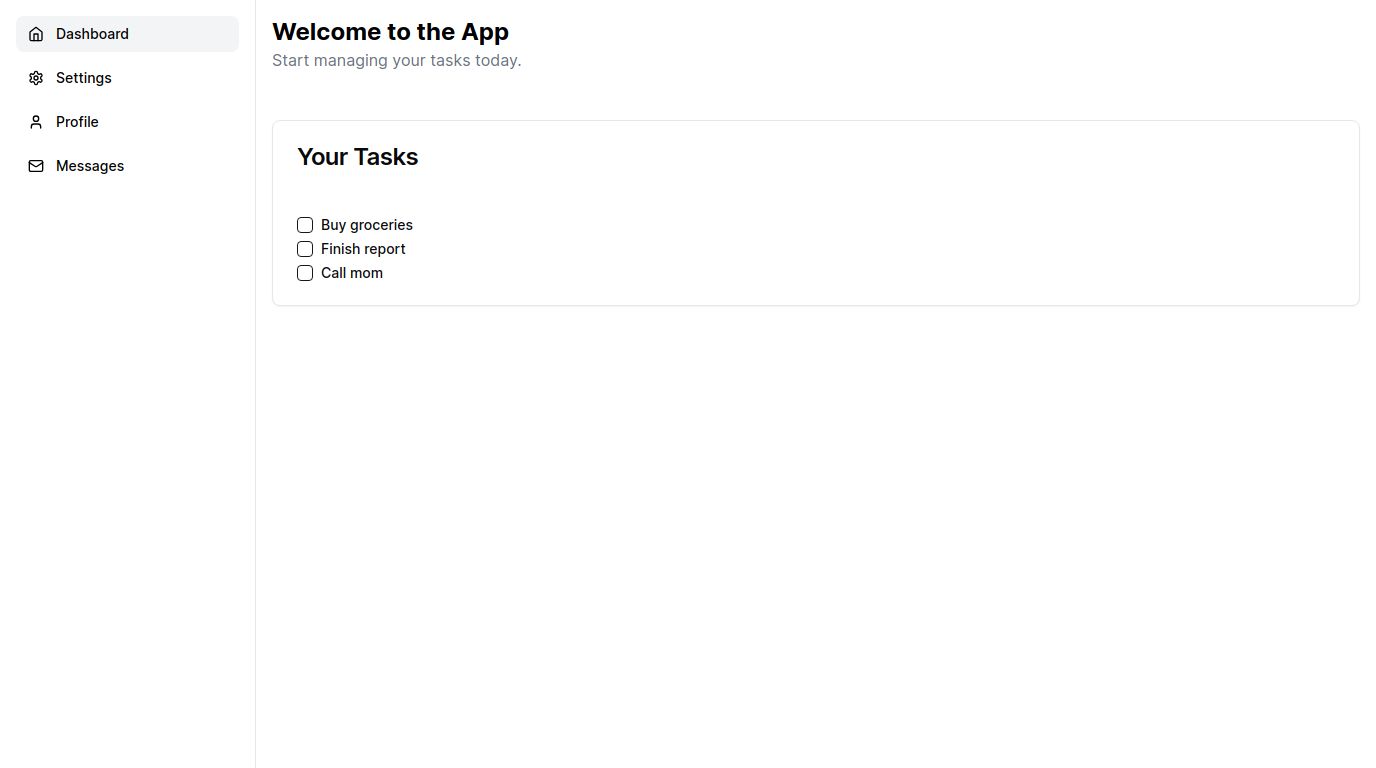 Dashboard
Settings
Profile
Messages
Welcome to the App
Start managing your tasks today.
Your Tasks
Buy groceries
Finish report
Call mom